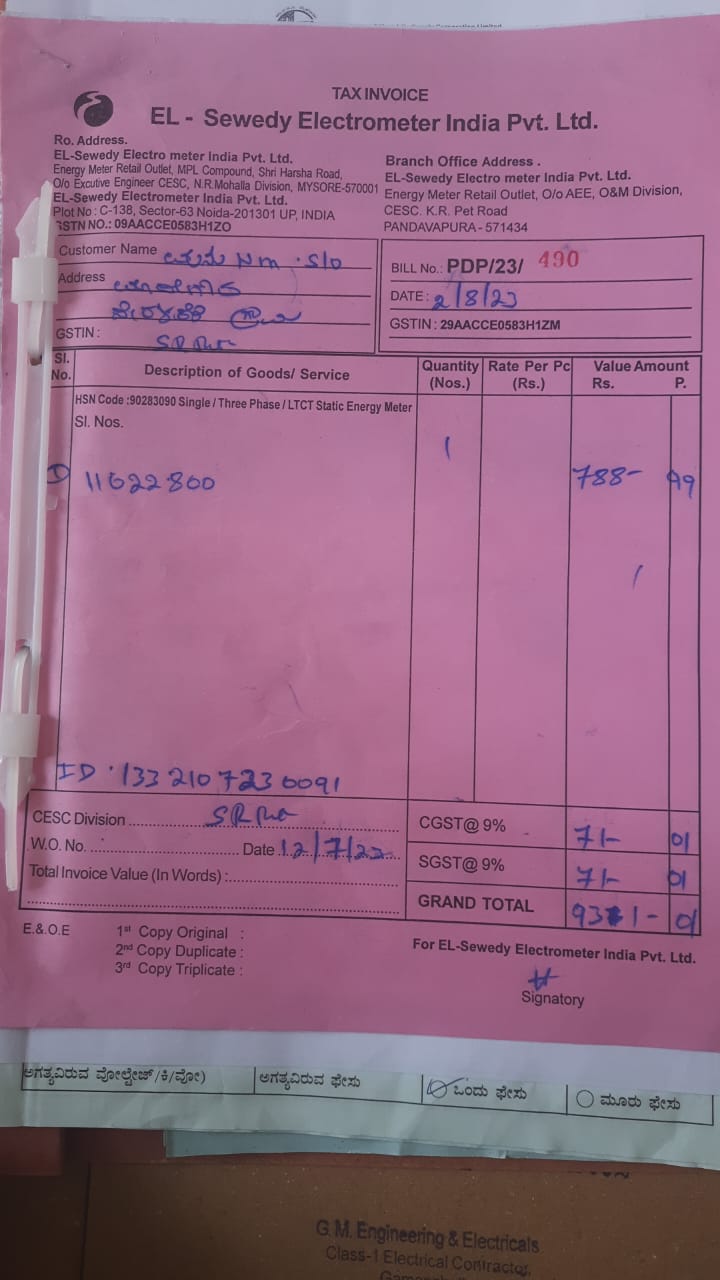 TAX INVOICE
EL - Sewedy Electrometer India Pvt. Ltd.
Ro. Address.
EL-Sewedy Electro meter India Pvt. Ltd.
Energy Meter Retail Outlet, MPL Compound, Shri Harsha Road,
O/o Excutive Engineer CESC, N.R.Mohalla Division, MYSORE-570001
EL-Sewedy Electrometer India Pvt. Ltd.
Plot No : C-138, Sector-63 Noida-201301 UP, INDIA
GSTN NO.: 09AACCE0583H1ZO
Branch Office Address .
EL-Sewedy Electro meter India Pvt. Ltd.
Energy Meter Retail Outlet, O/o AEE, O&M Division,
CESC. K.R. Pet Road
PANDAVAPURA - 571434
Customer Name N m . S/o
Address
GSTIN :
BILL No.: PDP/23/ 490
DATE : 2/8/23
GSTIN : 29AACCE0583H1ZM
Sl. No. Description of Goods/ Service Quantity (Nos.) Rate Per Pc (Rs.) Value Amount Rs. P.
HSN Code :90283090 Single / Three Phase / LTCT Static Energy Meter
Sl. Nos.
1) 11622800 1 788- 99
ID . 133 210 7230091
CESC Division
W.O. No. Date 12/7/23
Total Invoice Value (In Words) :
CGST@ 9% 71- 01
SGST@ 9% 71- 01
GRAND TOTAL 931- 01
E.& O.E
1st Copy Original :
2nd Copy Duplicate :
3rd Copy Triplicate :
For EL-Sewedy Electrometer India Pvt. Ltd.
Signatory
ಅಗತ್ಯವಿರುವ ವೋಲ್ಟೇಜ್/ಕಿ/ವೋ) ಅಗತ್ಯವಿರುವ ಫೇಸು ಒಂದು ಫೇಸು ಮೂರು ಫೇಸು
G.M. Engineering & Electricals
Class-1 Electrical Contractor,